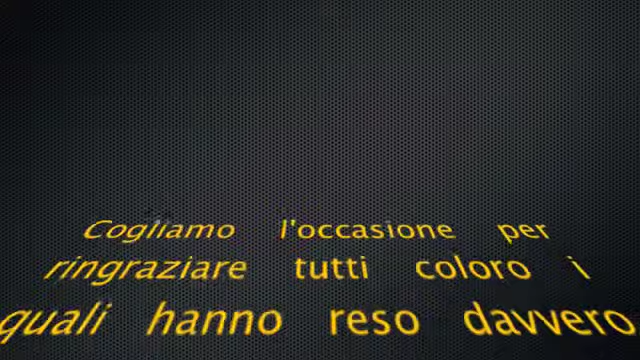 Cogliamo l'occasione per
ringraziare tutti coloro i
quali hanno reso davvero